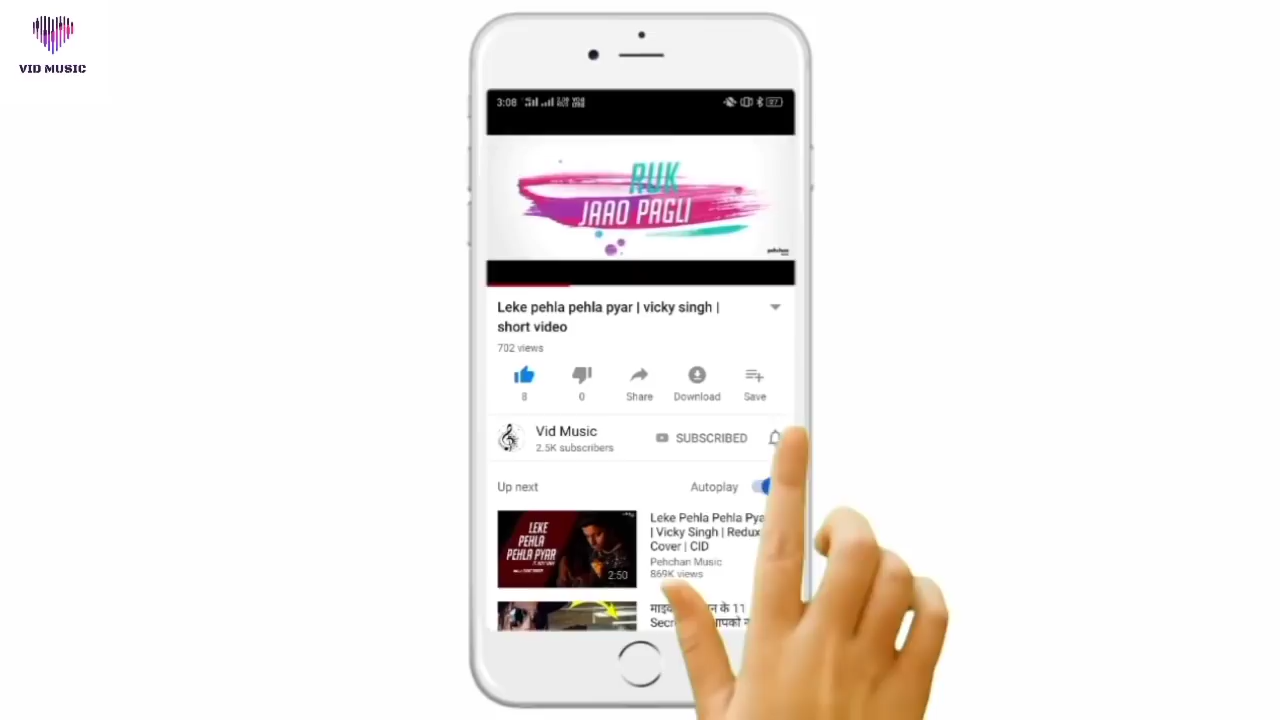 VID MUSIC
3:08
RUK
JAAO PAGLI
pehchan
Leke pehla pehla pyar | vicky singh |
short video
702 views
8
0
Share
Download
Save
Vid Music
2.5K subscribers
SUBSCRIBED
Up next
Autoplay
LEKE
PEHLA
PEHLA PYAR
2:50
Leke Pehla Pehla Pya
| Vicky Singh | Redux
Cover | CID
Pehchan Music
869K views
के 11